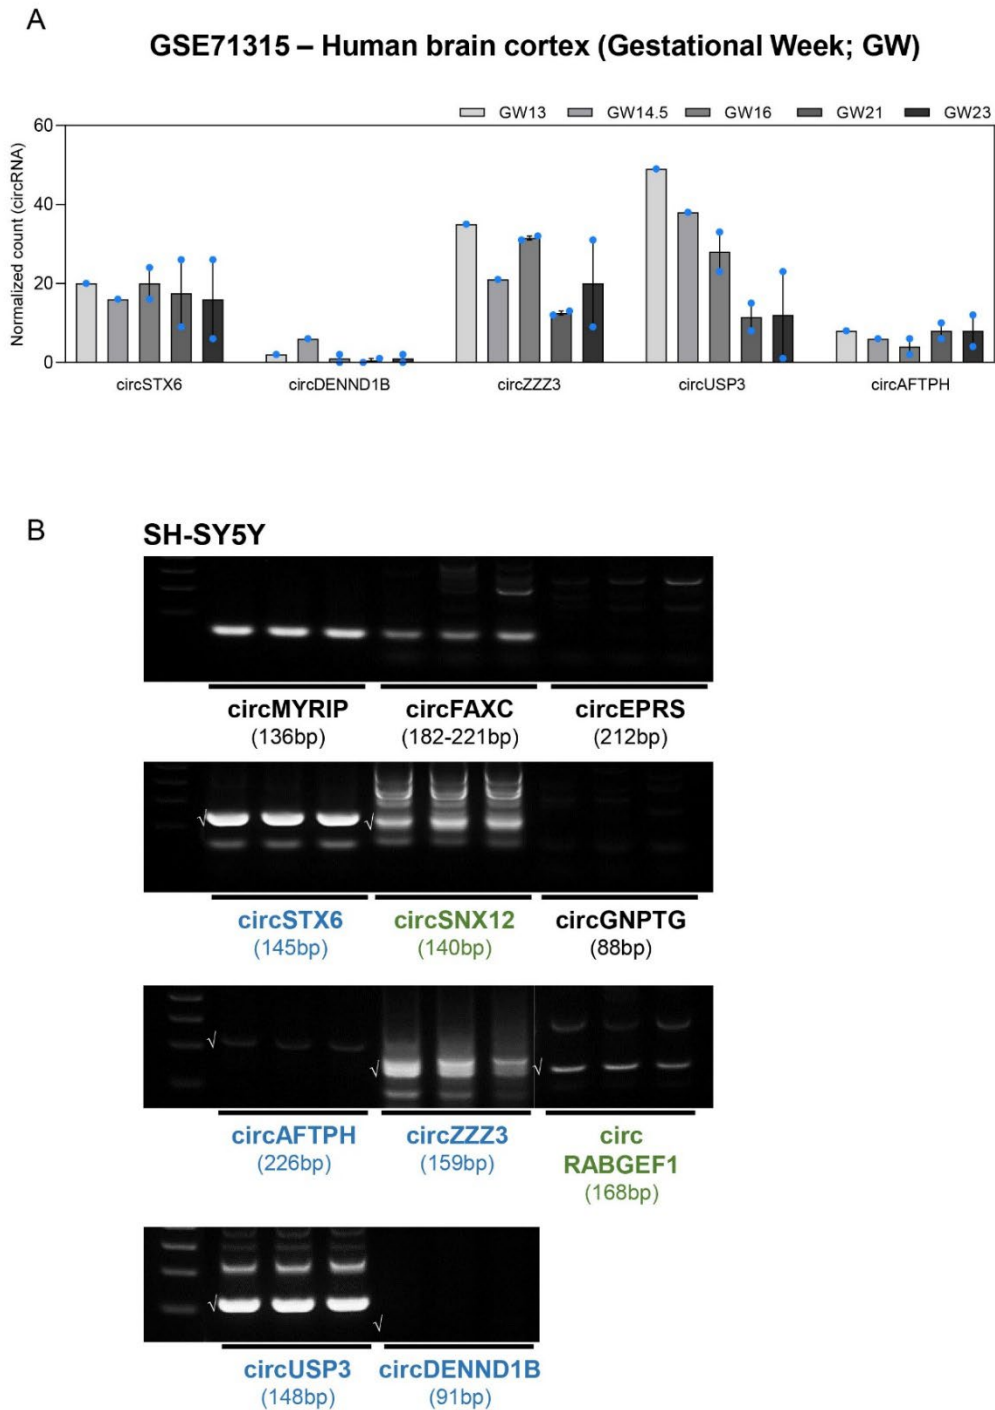 A
GSE71315 – Human brain cortex (Gestational Week; GW)
GW13 GW14.5 GW16 GW21 GW23
Normalized count (circRNA)
60
40
20
0
circSTX6 circDENND1B circZZZ3 circUSP3 circAFTPH
B
SH-SY5Y
circMYRIP circFAXC circEPRS
(136bp) (182-221bp) (212bp)
√ √
circSTX6 circSNX12 circGNPTG
(145bp) (140bp) (88bp)
√ √ √
circAFTPH circZZZ3 circ
RABGEF1
(226bp) (159bp) (168bp)
√ √
circUSP3 circDENND1B
(148bp) (91bp)